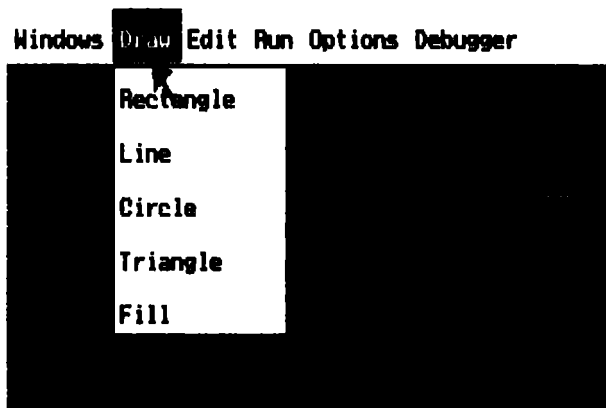 Windows Draw Edit Run Options Debugger
Rectangle
Line
Circle
Triangle
Fill